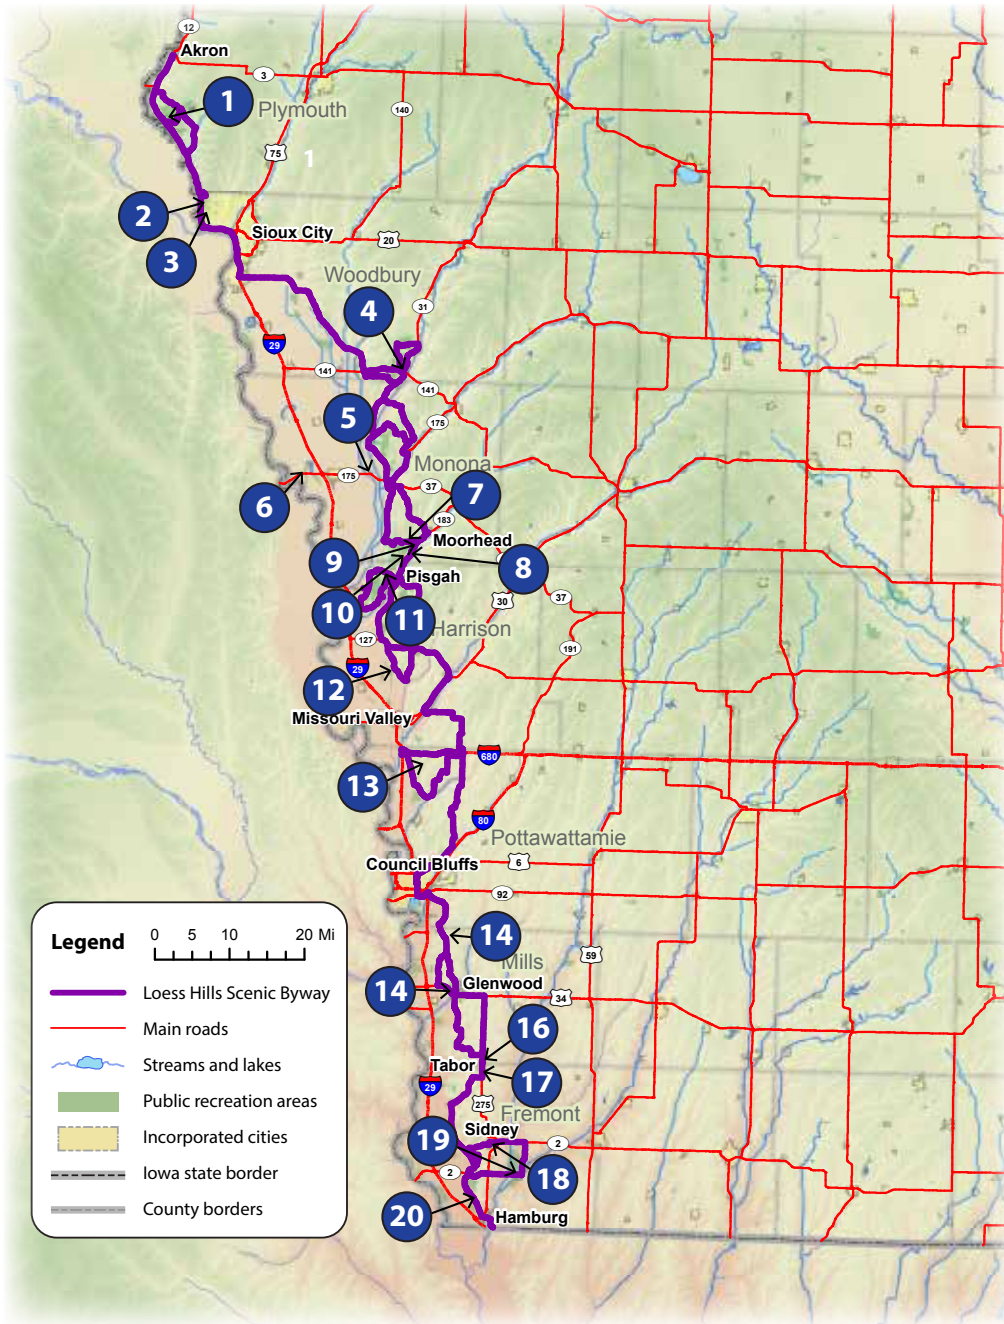 12
Akron
3
1
Plymouth
140
75
1
2
Sioux City
20
3
Woodbury
4
31
29
141
141
5
175
Monona
175
37
6
7
183
Moorhead
9
8
Pisgah
30
37
10
11
Harrison
127
191
29
12
Missouri Valley
680
13
80
Pottawattamie
Council Bluffs
6
92
14
59
Mills
14
Glenwood
34
16
Tabor
17
29
275
Fremont
19
Sidney
2
2
18
20
Hamburg
Legend
0 5 10 20 Mi
Loess Hills Scenic Byway
Main roads
Streams and lakes
Public recreation areas
Incorporated cities
Iowa state border
County borders